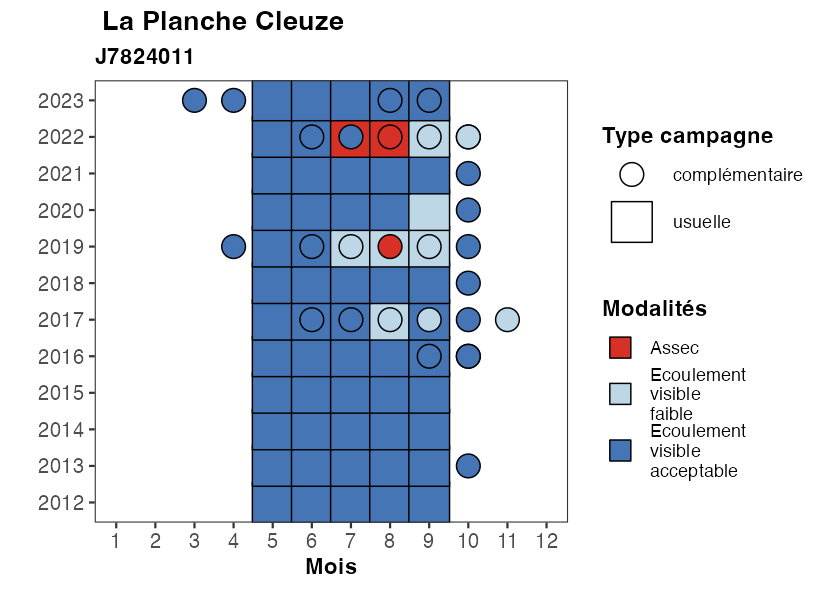 La Planche Cleuze
J7824011
2023
2022
2021
2020
2019
2018
2017
2016
2015
2014
2013
2012
1 2 3 4 5 6 7 8 9 10 11 12
Mois
Type campagne
complémentaire
usuelle
Modalités
Assec
Ecoulement
visible
faible
Ecoulement
visible
acceptable